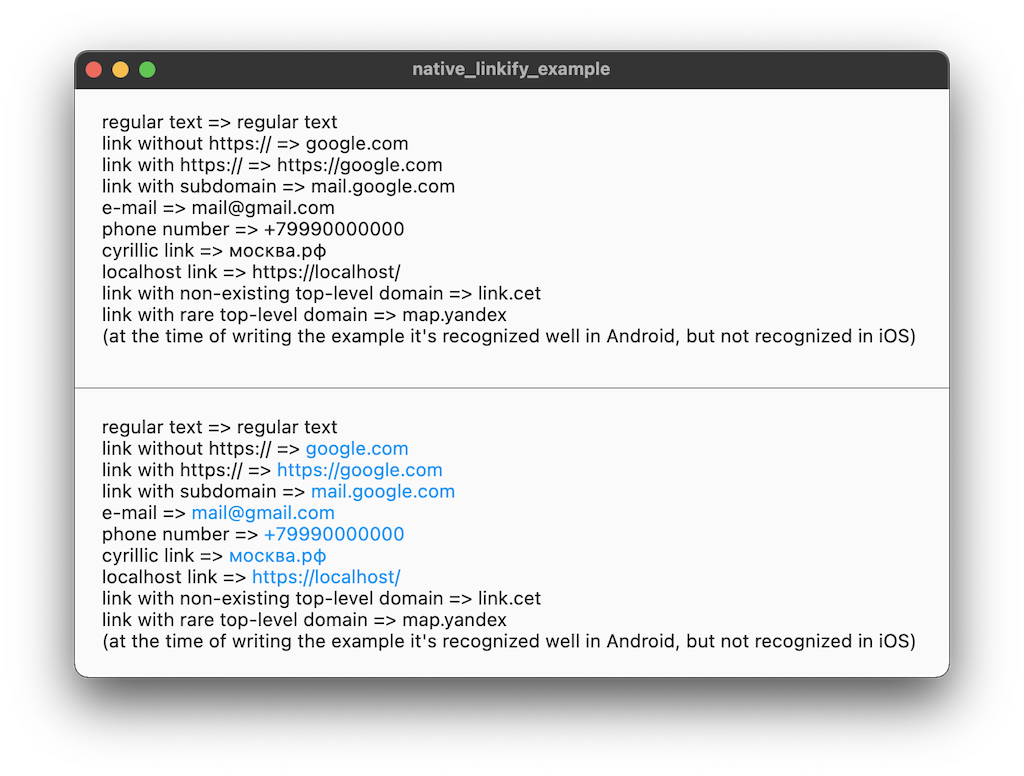 native_linkify_example
regular text => regular text
link without https:// => google.com
link with https:// => https://google.com
link with subdomain => mail.google.com
e-mail => mail@gmail.com
phone number => +79990000000
cyrillic link => москва.рф
localhost link => https://localhost/
link with non-existing top-level domain => link.cet
link with rare top-level domain => map.yandex
(at the time of writing the example it's recognized well in Android, but not recognized in iOS)
regular text => regular text
link without https:// => google.com
link with https:// => https://google.com
link with subdomain => mail.google.com
e-mail => mail@gmail.com
phone number => +79990000000
cyrillic link => москва.рф
localhost link => https://localhost/
link with non-existing top-level domain => link.cet
link with rare top-level domain => map.yandex
(at the time of writing the example it's recognized well in Android, but not recognized in iOS)